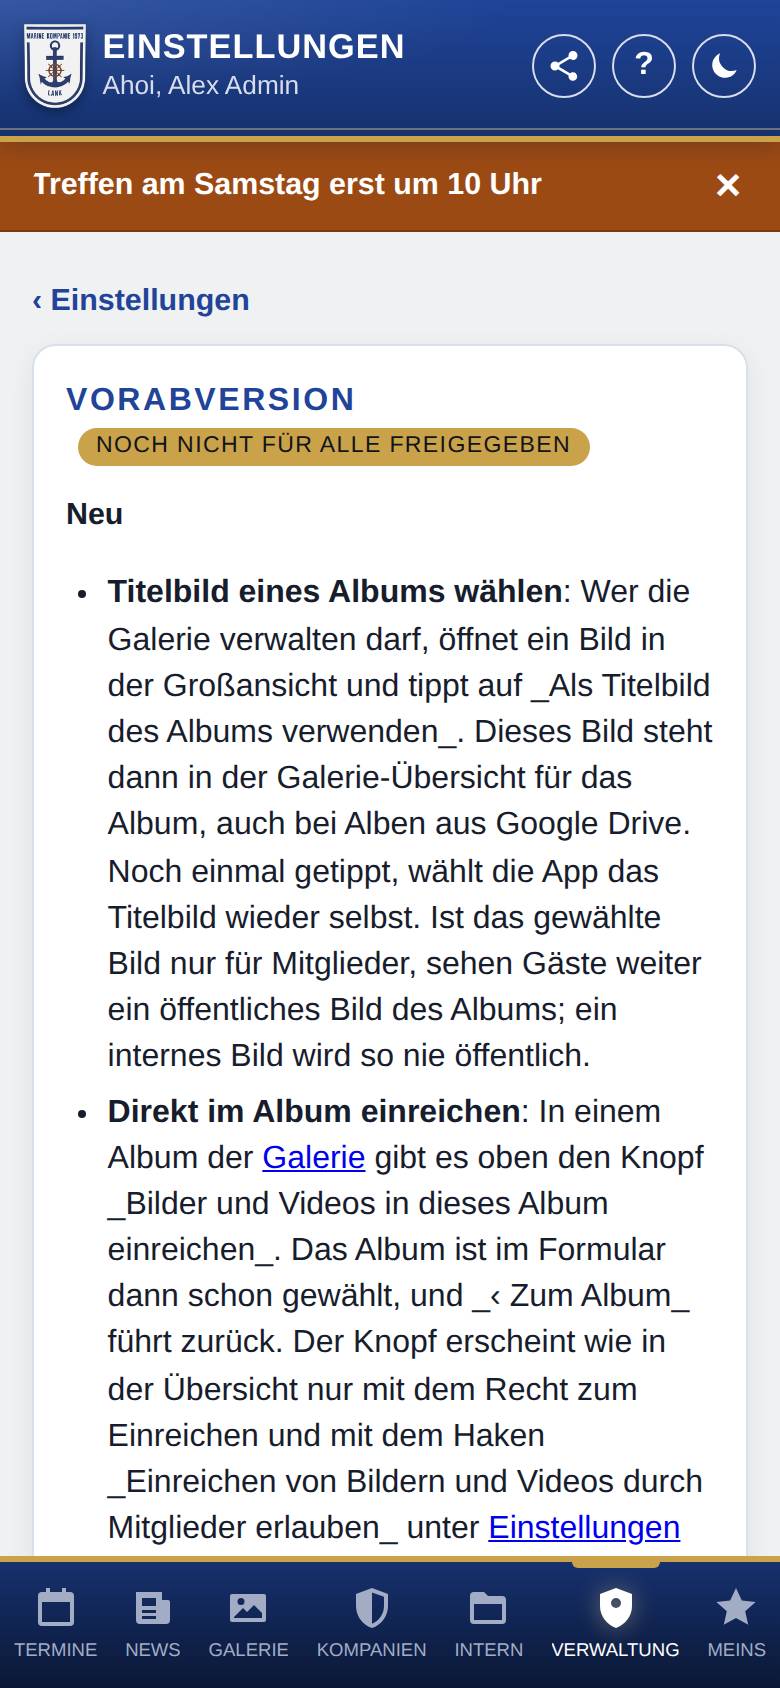 MARINE KOMPANIE 1973
LANK
EINSTELLUNGEN
Ahoi, Alex Admin
?
Treffen am Samstag erst um 10 Uhr
×
‹ Einstellungen
VORABVERSION
NOCH NICHT FÜR ALLE FREIGEGEBEN
Neu
• Titelbild eines Albums wählen: Wer die
Galerie verwalten darf, öffnet ein Bild in
der Großansicht und tippt auf _Als Titelbild
des Albums verwenden_. Dieses Bild steht
dann in der Galerie-Übersicht für das
Album, auch bei Alben aus Google Drive.
Noch einmal getippt, wählt die App das
Titelbild wieder selbst. Ist das gewählte
Bild nur für Mitglieder, sehen Gäste weiter
ein öffentliches Bild des Albums; ein
internes Bild wird so nie öffentlich.
• Direkt im Album einreichen: In einem
Album der Galerie gibt es oben den Knopf
_Bilder und Videos in dieses Album
einreichen_. Das Album ist im Formular
dann schon gewählt, und _‹ Zum Album_
führt zurück. Der Knopf erscheint wie in
der Übersicht nur mit dem Recht zum
Einreichen und mit dem Haken
_Einreichen von Bildern und Videos durch
Mitglieder erlauben_ unter Einstellungen
TERMINE NEWS GALERIE KOMPANIEN INTERN VERWALTUNG MEINS